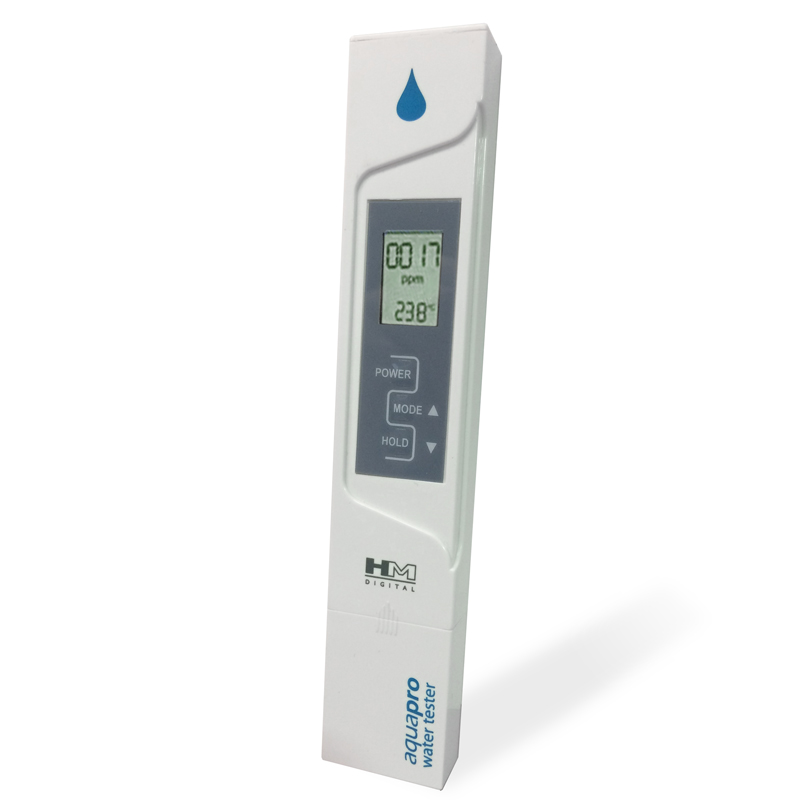 0017
ppm
23.8 °C
POWER
MODE ▲
HOLD ▼
HM
DIGITAL
aquapro
water tester